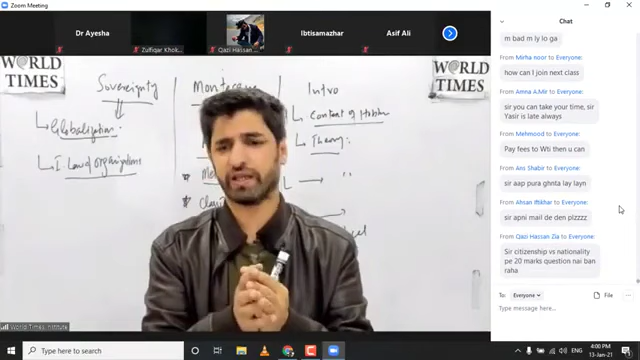 Zoom Meeting
Dr Ayesha
Zulfiqar Khok...
Qazi Hassan...
Ibtisamazhar
Asif Ali
W@RLD
TIMES
W@RLD
TIMES
Sovereignty
Globalization.
I. Law & organizations
Intro
Content of Hobbes
Theory.
World Times Institute
Chat
m bad m ly lo ga
From Mirha noor to Everyone:
how can I join next class
From Amna A.Mir to Everyone:
sir you can take your time, sir
Yasir is late always
From Mehmood to Everyone:
Pay fees to Wti then u can
From Ans Shabir to Everyone:
sir aap pura ghnta lay layn
From Ahsan Iftikhar to Everyone:
sir apni mail de den plzzzz
From Qazi Hassan Zia to Everyone:
Sir citizenship vs nationality
pe 20 marks question nai ban
raha
To: Everyone
File
Type message here...
Type here to search
4:00 PM
13-Jan-21